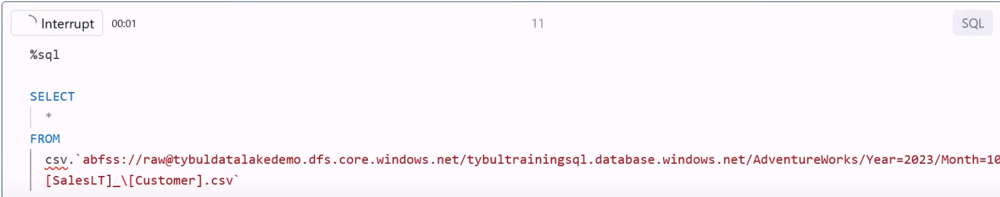 Interrupt 00:01 11 SQL
%sql
SELECT
*
FROM
csv.`abfss://raw@tybuldatalakedemo.dfs.core.windows.net/tybultrainingsql.database.windows.net/AdventureWorks/Year=2023/Month=10
[SalesLT]_\[Customer].csv`